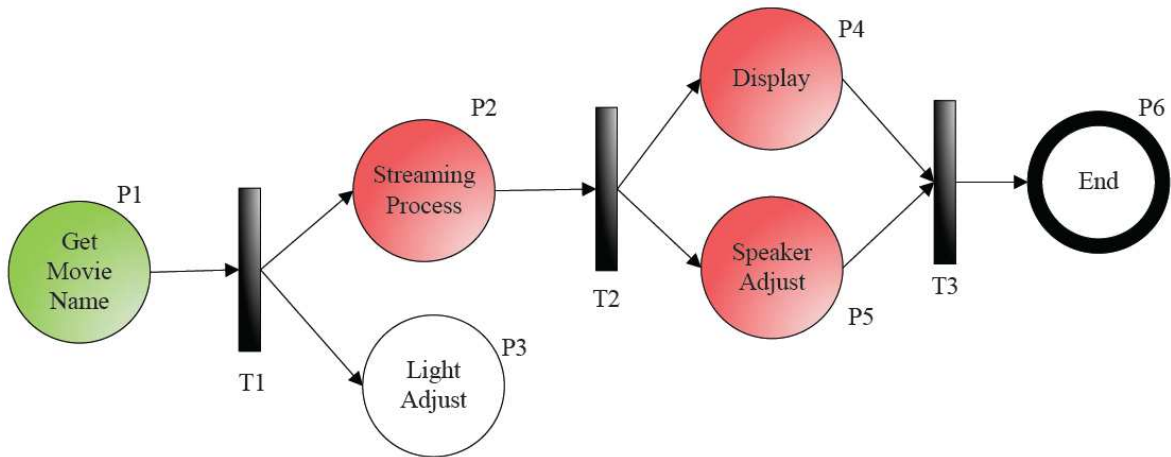 P1
Get
Movie
Name
T1
P2
Streaming
Process
P3
Light
Adjust
T2
P4
Display
Speaker
Adjust
P5
T3
P6
End